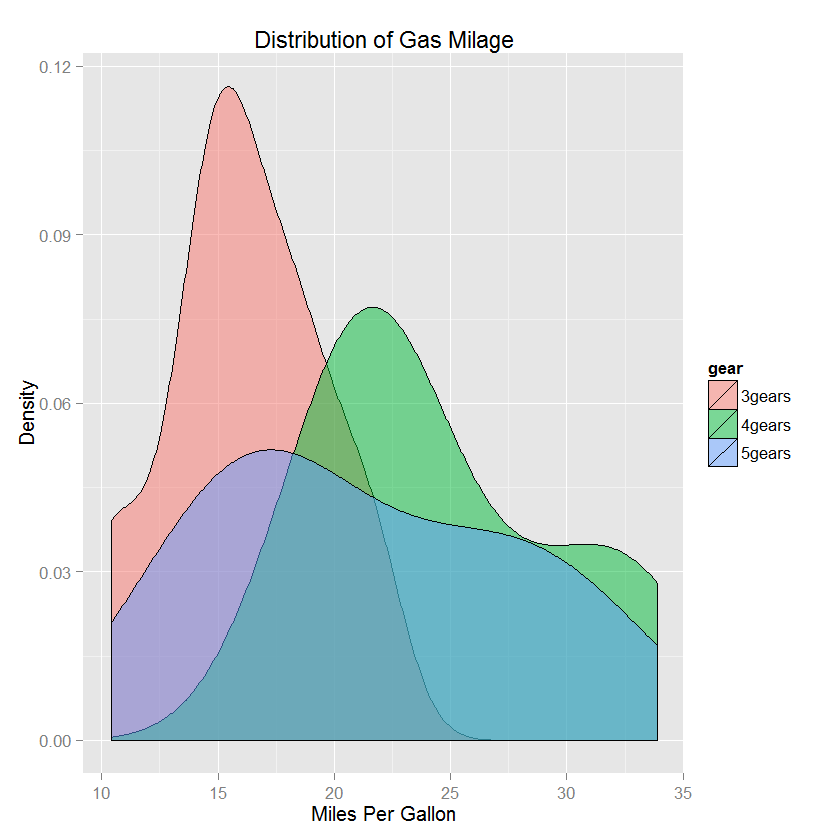 Distribution of Gas Milage
0.12
0.09
0.06
0.03
0.00
Density
10 15 20 25 30 35
Miles Per Gallon
gear
3gears
4gears
5gears